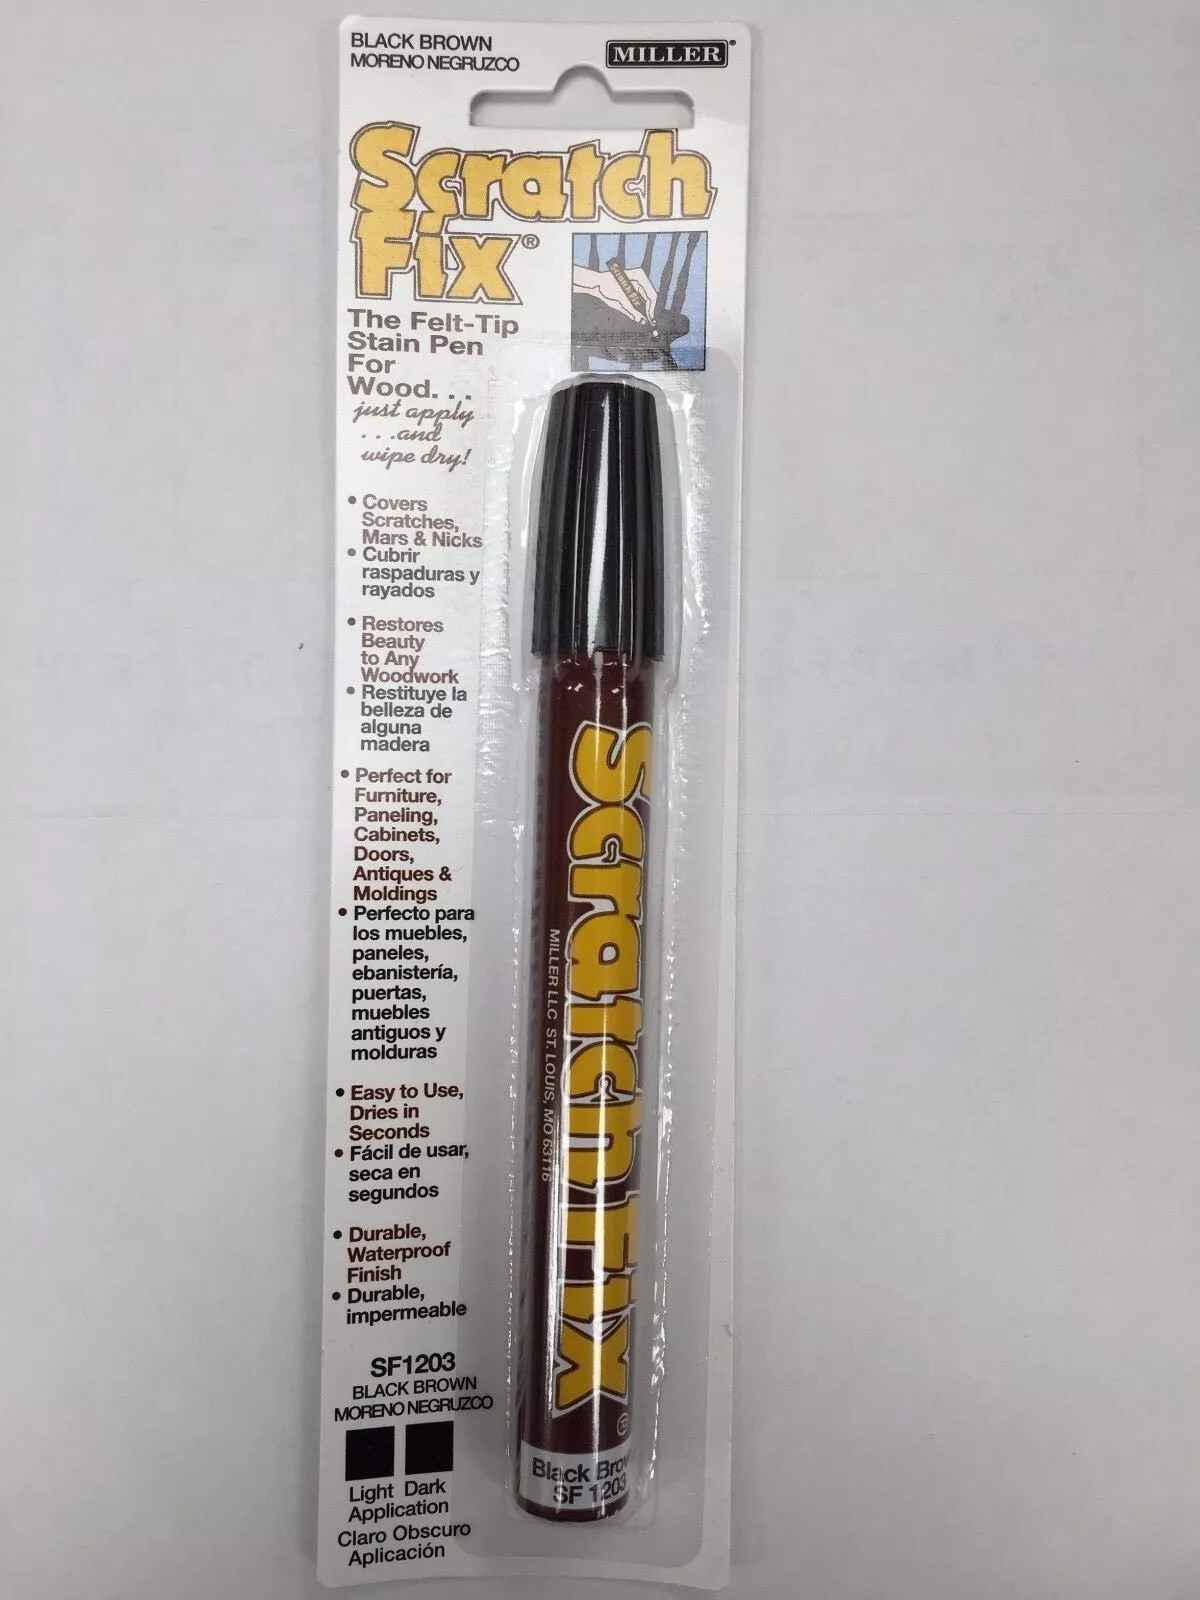 BLACK BROWN
MORENO NEGRUZCO
MILLER®
Scratch
Fix®
Scratch Fix
The Felt-Tip
Stain Pen
For
Wood. . .
just apply
. . .and
wipe dry!
• Covers
Scratches,
Mars & Nicks
• Cubrir
raspaduras y
rayados
• Restores
Beauty
to Any
Woodwork
• Restituye la
belleza de
alguna
madera
• Perfect for
Furniture,
Paneling,
Cabinets,
Doors,
Antiques &
Moldings
• Perfecto para
los muebles,
paneles,
ebanistería,
puertas,
muebles
antiguos y
molduras
• Easy to Use,
Dries in
Seconds
• Fácil de usar,
seca en
segundos
• Durable,
Waterproof
Finish
• Durable,
impermeable
SF1203
BLACK BROWN
MORENO NEGRUZCO
Light Dark
Application
Claro Obscuro
Aplicación
Scratch Fix®
MILLER LLC ST. LOUIS, MO 63116
Black Brow
SF 1203